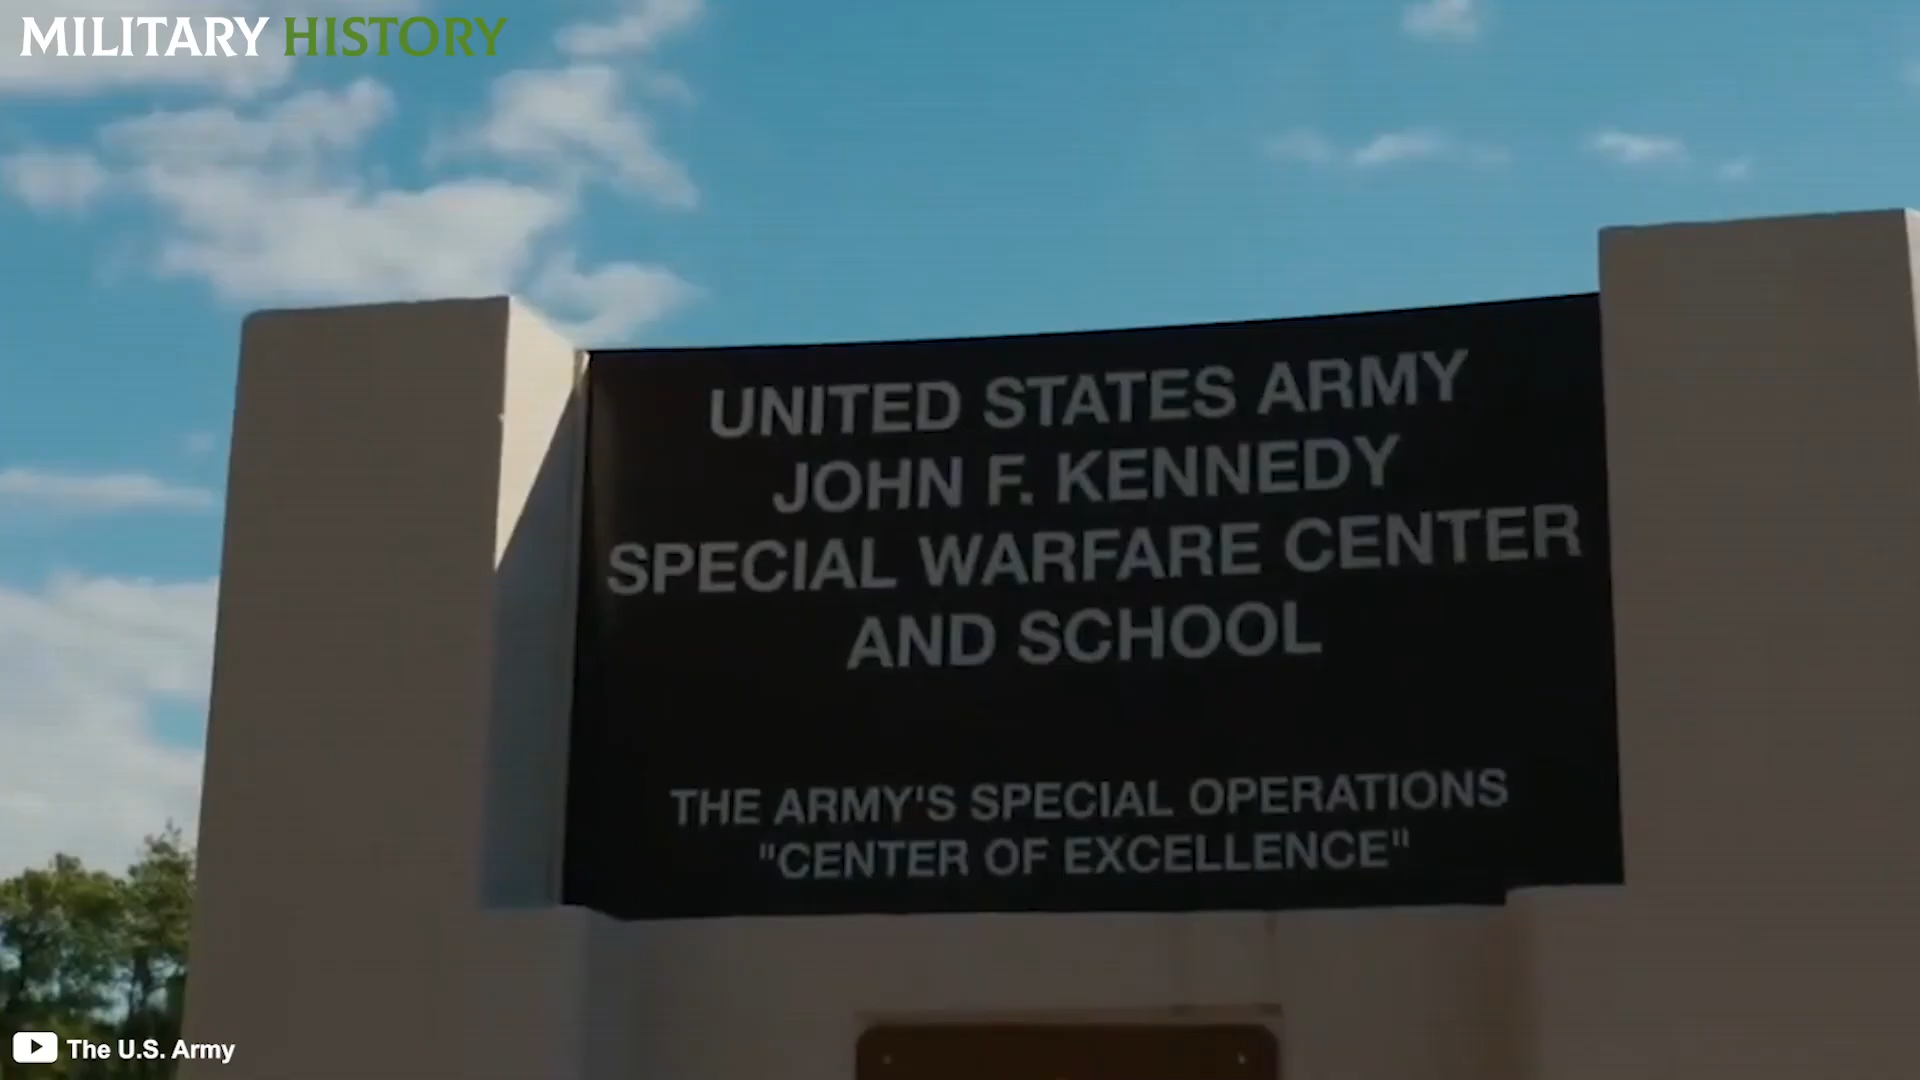 MILITARY HISTORY
UNITED STATES ARMY
JOHN F. KENNEDY
SPECIAL WARFARE CENTER
AND SCHOOL
THE ARMY'S SPECIAL OPERATIONS
"CENTER OF EXCELLENCE"
The U.S. Army